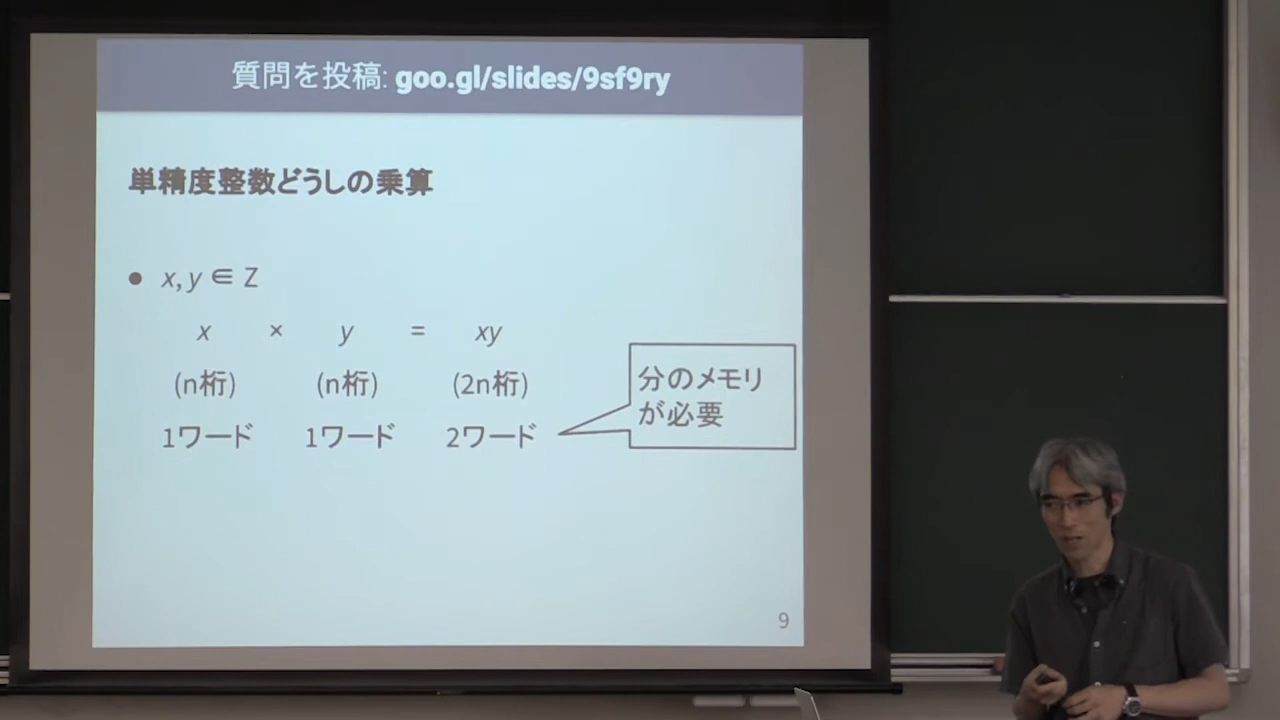 質問を投稿: goo.gl/slides/9sf9ry
単精度整数どうしの乗算
● x, y ∈ Z
x × y = xy
(n桁) (n桁) (2n桁)
1ワード 1ワード 2ワード
分のメモリ
が必要
9